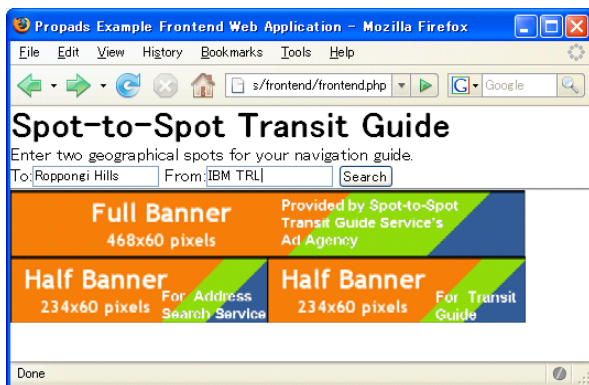 Propads Example Frontend Web Application - Mozilla Firefox
File Edit View History Bookmarks Tools Help
s/frontend/frontend.php G Google
Spot-to-Spot Transit Guide
Enter two geographical spots for your navigation guide.
To: Roppongi Hills From: IBM TRL Search
Full Banner
468x60 pixels
Provided by Spot-to-Spot
Transit Guide Service's
Ad Agency
Half Banner
234x60 pixels
For Address
Search Service
Half Banner
234x60 pixels
For Transit
Guide
Done